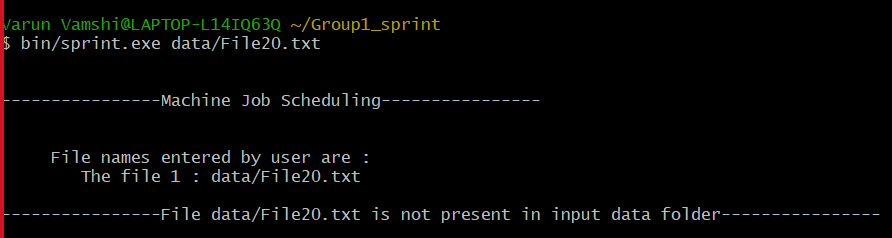 Varun Vamshi@LAPTOP-L14IQ63Q ~/Group1_sprint
$ bin/sprint.exe data/File20.txt
----------------Machine Job Scheduling----------------
File names entered by user are :
The file 1 : data/File20.txt
----------------File data/File20.txt is not present in input data folder----------------